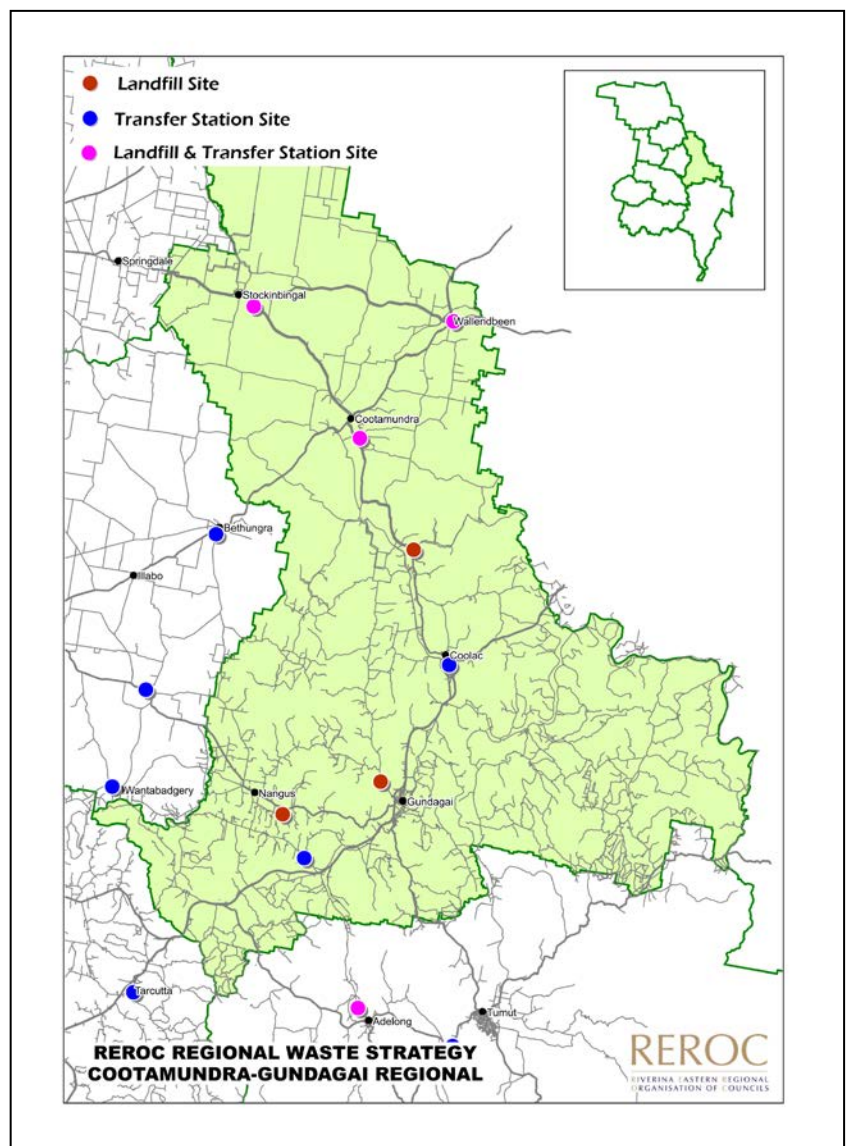 Landfill Site
Transfer Station Site
Landfill & Transfer Station Site
Springdale
Stockinbingal
Wallendbeen
Cootamundra
Bethungra
Illabo
Coolac
Wantabadgery
Nangus
Gundagai
Tarcutta
Adelong
Tumut
REROC REGIONAL WASTE STRATEGY
COOTAMUNDRA-GUNDAGAI REGIONAL
REROC
RIVERINA EASTERN REGIONAL
ORGANISATION OF COUNCILS